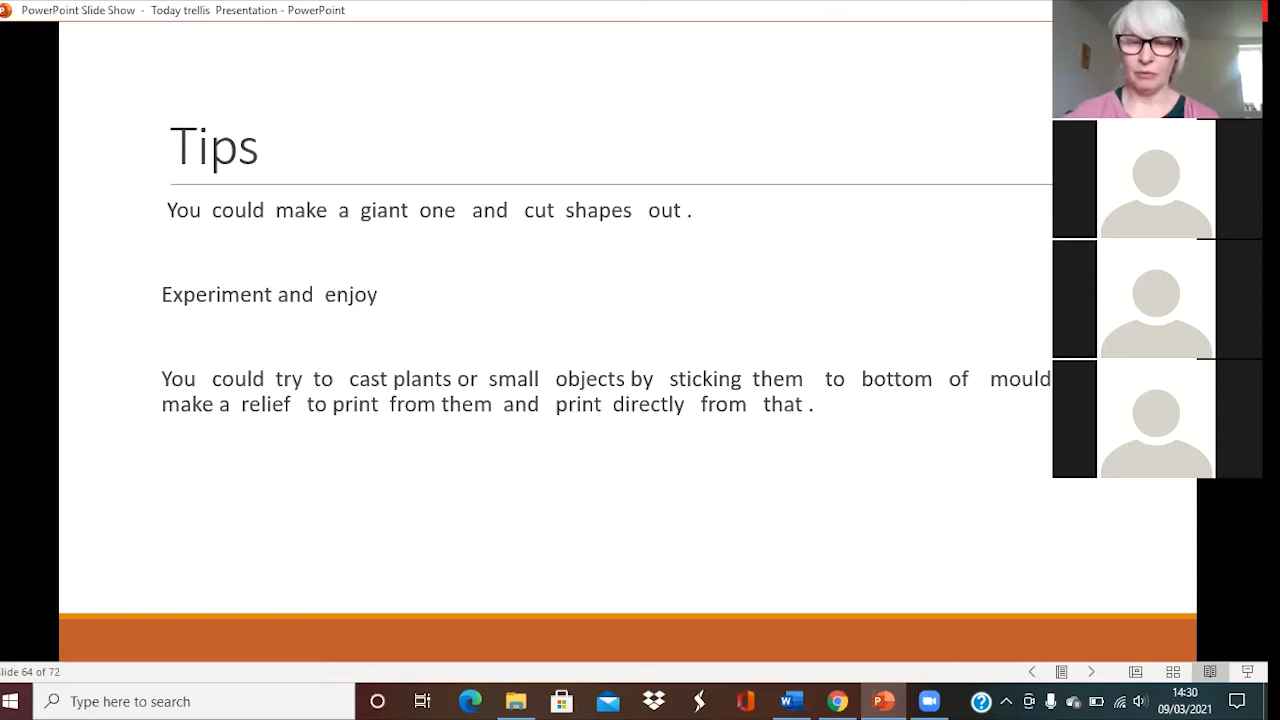 PowerPoint Slide Show - Today trellis Presentation - PowerPoint
Tips
You could make a giant one and cut shapes out .
Experiment and enjoy
You could try to cast plants or small objects by sticking them to bottom of mould
make a relief to print from them and print directly from that .
Slide 64 of 72
Type here to search
14:30
09/03/2021